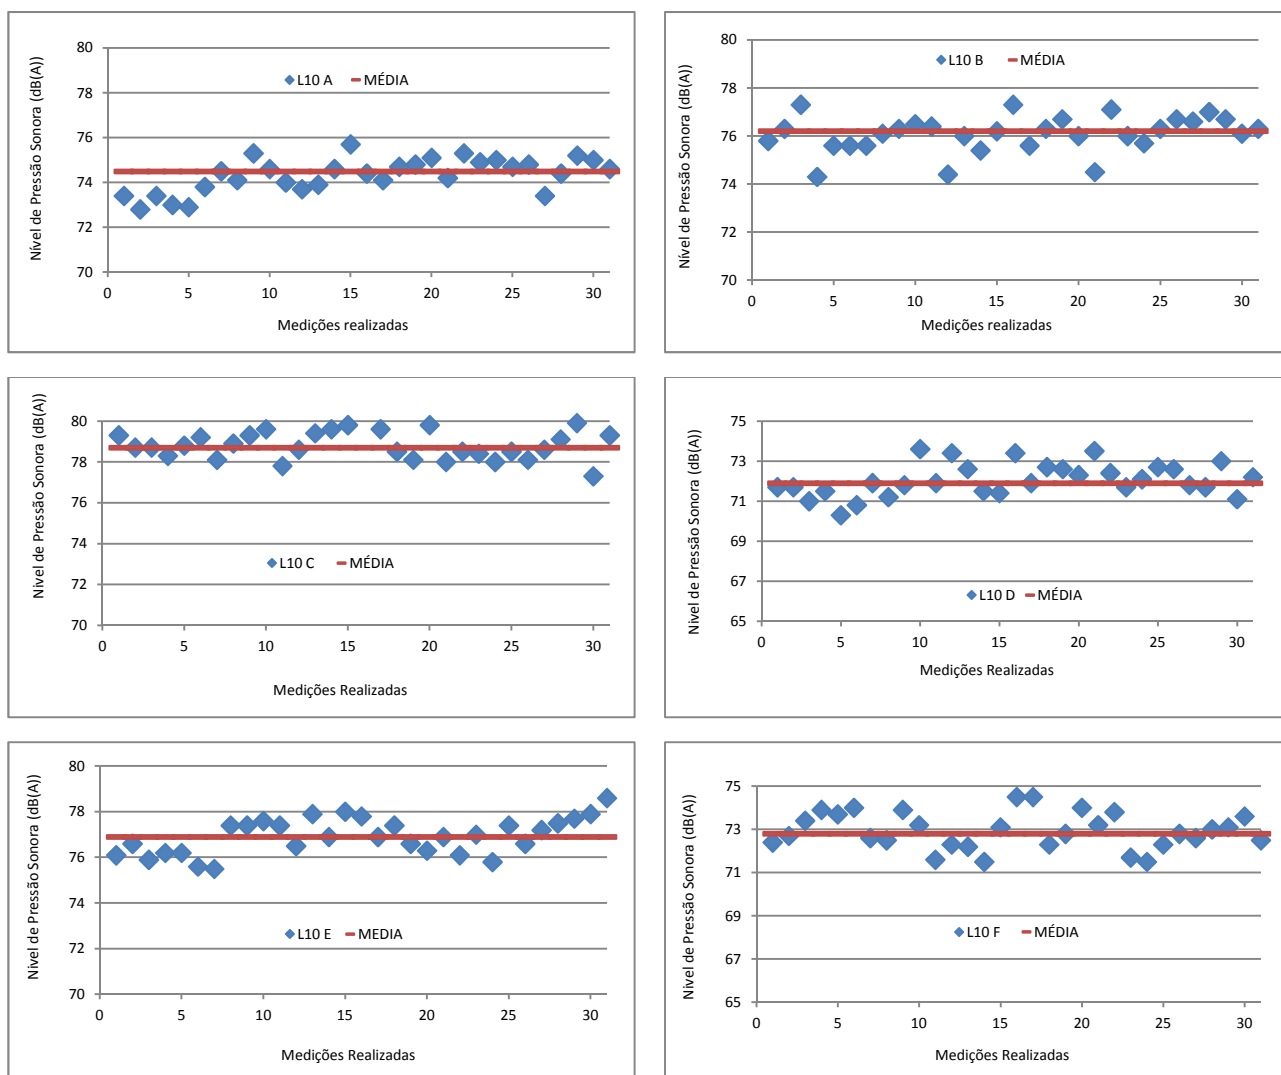 Nível de Pressão Sonora (dB(A))
80
78
76
74
72
70
L10 A MÉDIA
0 5 10 15 20 25 30
Medições realizadas
Nível de Pressão Sonora (dB(A))
80
78
76
74
72
70
L10 B MÉDIA
0 5 10 15 20 25 30
Medições realizadas
Nível de Pressão Sonora (dB(A))
80
78
76
74
72
70
L10 C MÉDIA
0 5 10 15 20 25 30
Medições Realizadas
Nível de Pressão Sonora (dB(A))
75
73
71
69
67
65
L10 D MÉDIA
0 5 10 15 20 25 30
Medições Realizadas
Nível de Pressão Sonora (dB(A))
80
78
76
74
72
70
L10 E MEDIA
0 5 10 15 20 25 30
Medições Realizadas
Nível de Pressão Sonora (dB(A))
75
73
71
69
67
65
L10 F MÉDIA
0 5 10 15 20 25 30
Medições Realizadas